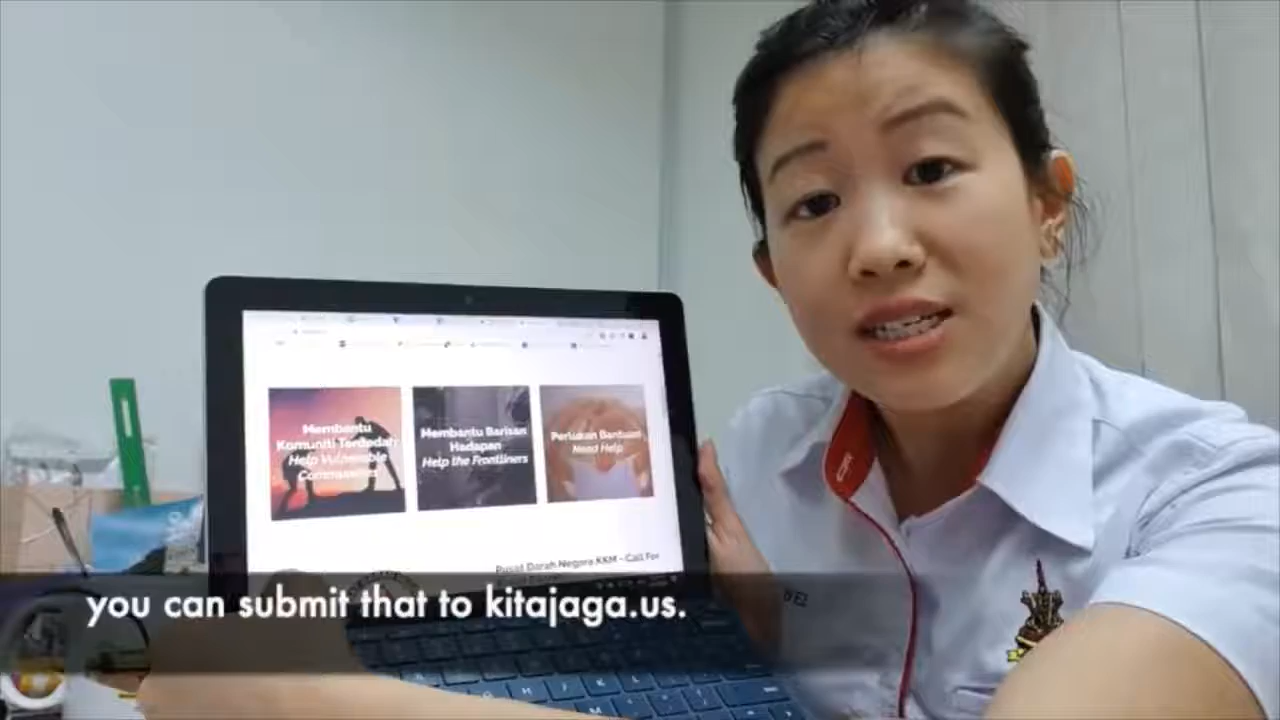 Membantu
Komuniti Terdedah
Help Vulnerable
Communities
Membantu Barisan
Hadapan
Help the Frontliners
Perlukan Bantuan
Need Help
Pusat Darah Negara KKM - Call For
you can submit that to kitajaga.us.